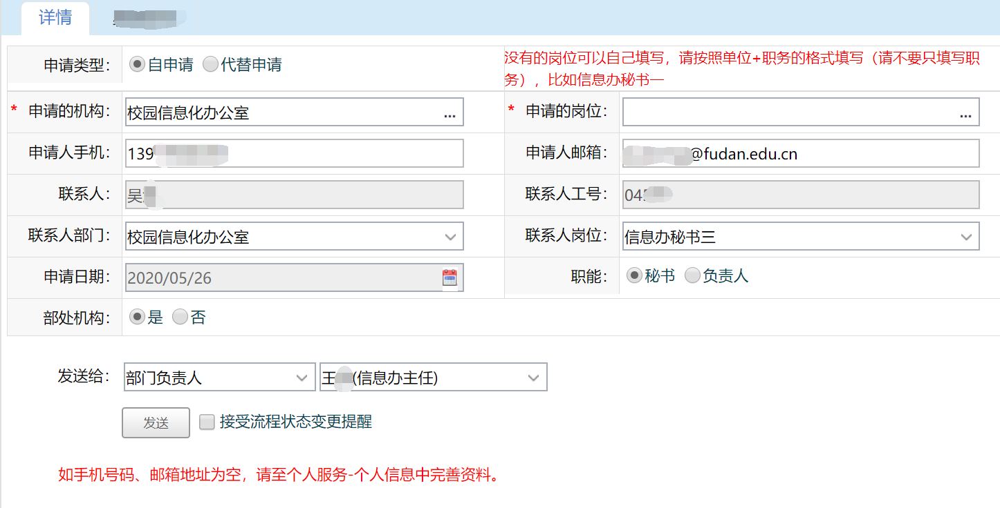 详情
申请类型： 自申请 代替申请
没有的岗位可以自己填写，请按照单位+职务的格式填写（请不要只填写职
务），比如信息办秘书一
* 申请的机构： 校园信息化办公室 ...
* 申请的岗位： ...
申请人手机： 139
申请人邮箱： @fudan.edu.cn
联系人： 吴
联系人工号： 04
联系人部门： 校园信息化办公室
联系人岗位： 信息办秘书三
申请日期： 2020/05/26
职能： 秘书 负责人
部处机构： 是 否
发送给： 部门负责人 王 (信息办主任)
发送 接受流程状态变更提醒
如手机号码、邮箱地址为空，请至个人服务-个人信息中完善资料。